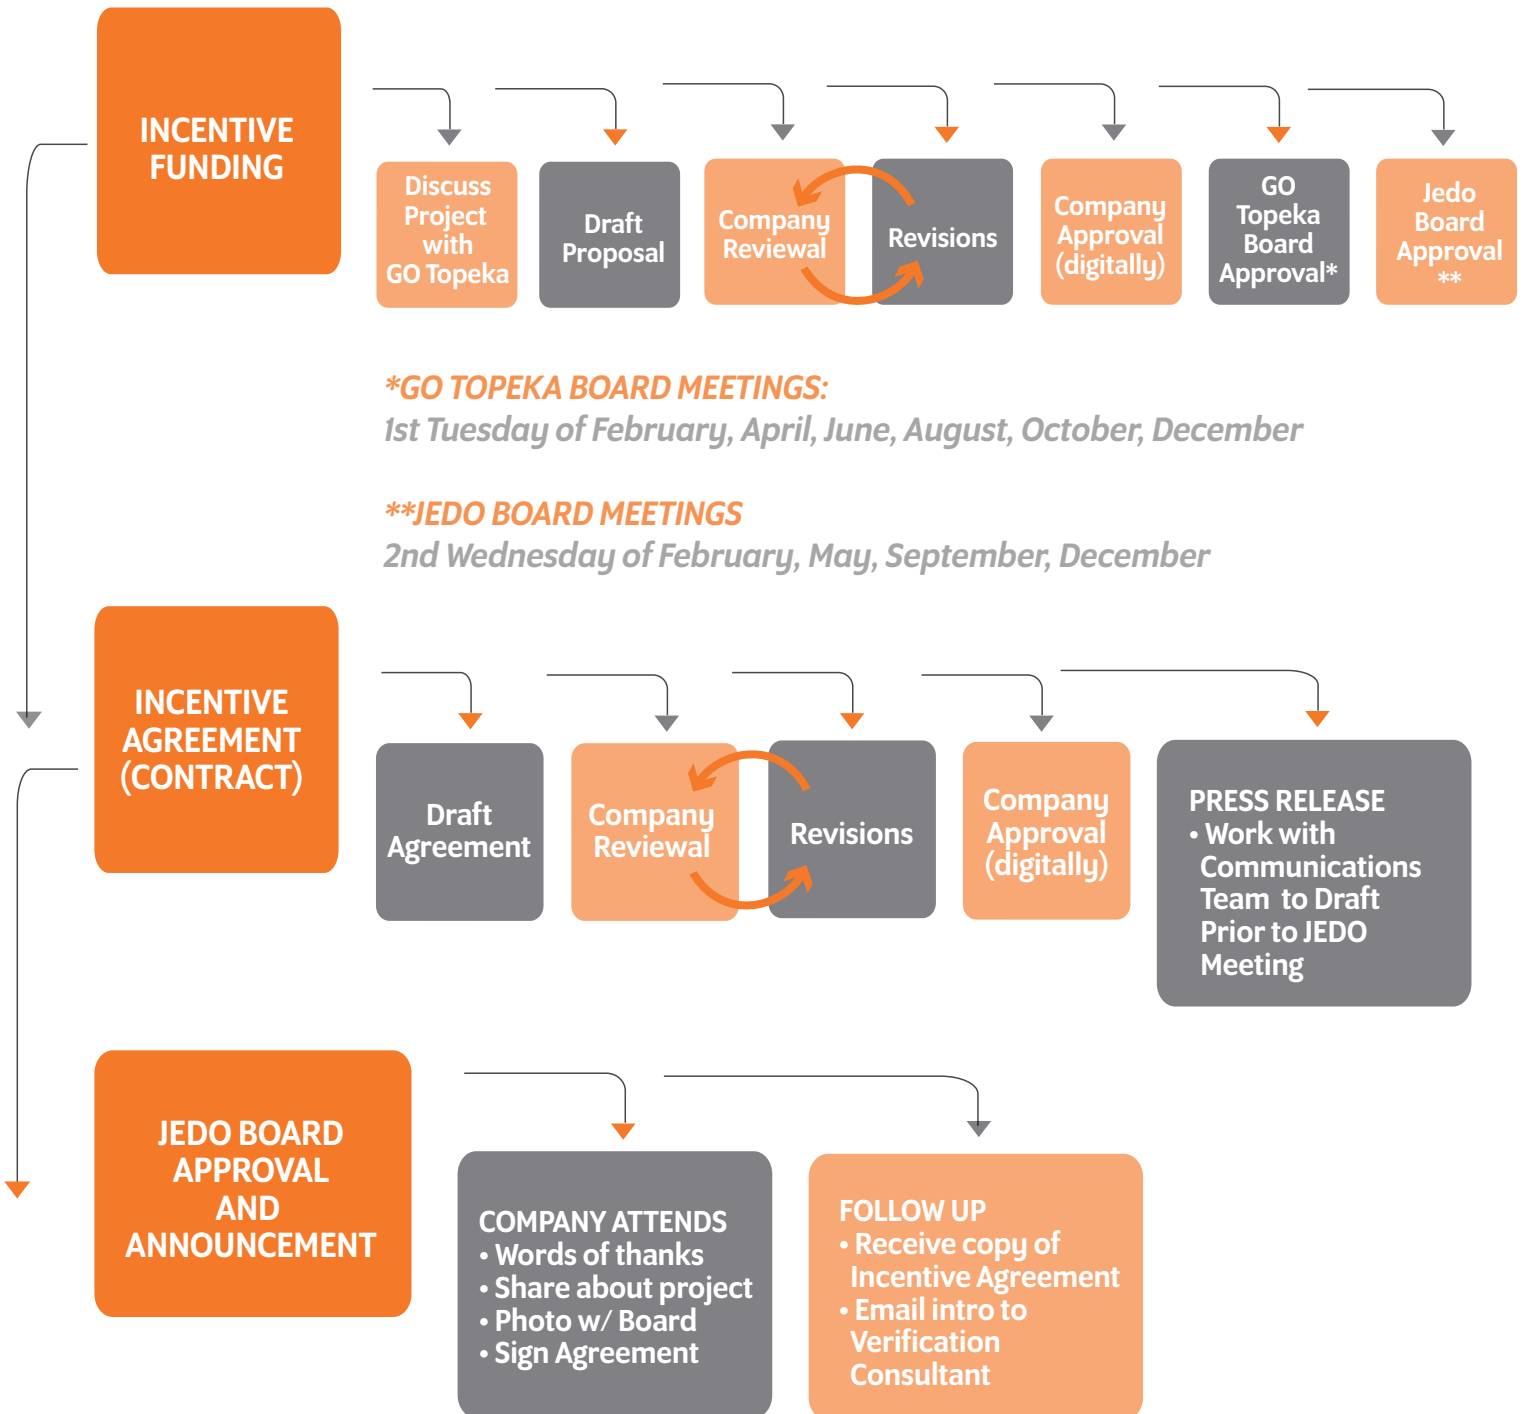 INCENTIVE
FUNDING
Discuss
Project
with
GO Topeka
Draft
Proposal
Company
Reviewal
Revisions
Company
Approval
(digitally)
GO
Topeka
Board
Approval*
Jedo
Board
Approval
**
*GO TOPEKA BOARD MEETINGS:
1st Tuesday of February, April, June, August, October, December
**JEDO BOARD MEETINGS
2nd Wednesday of February, May, September, December
INCENTIVE
AGREEMENT
(CONTRACT)
Draft
Agreement
Company
Reviewal
Revisions
Company
Approval
(digitally)
PRESS RELEASE
• Work with
Communications
Team to Draft
Prior to JEDO
Meeting
JEDO BOARD
APPROVAL
AND
ANNOUNCEMENT
COMPANY ATTENDS
• Words of thanks
• Share about project
• Photo w/ Board
• Sign Agreement
FOLLOW UP
• Receive copy of
Incentive Agreement
• Email intro to
Verification
Consultant